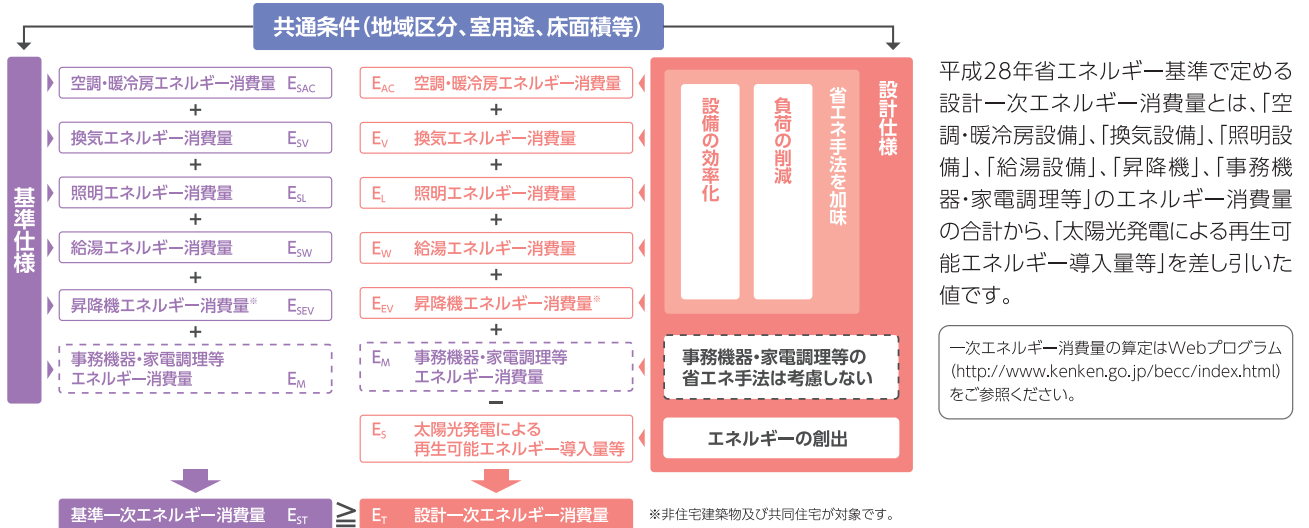 共通条件(地域区分、室用途、床面積等)
基準仕様
空調・暖冷房エネルギー消費量 ESAC
+
換気エネルギー消費量 ESV
+
照明エネルギー消費量 ESL
+
給湯エネルギー消費量 ESW
+
昇降機エネルギー消費量※ ESEV
+
事務機器・家電調理等
エネルギー消費量 EM
基準一次エネルギー消費量 EST
≧
EAC 空調・暖冷房エネルギー消費量
+
EV 換気エネルギー消費量
+
EL 照明エネルギー消費量
+
EW 給湯エネルギー消費量
+
EEV 昇降機エネルギー消費量※
+
EM 事務機器・家電調理等
エネルギー消費量
−
ES 太陽光発電による
再生可能エネルギー導入量等
ET 設計一次エネルギー消費量
設計仕様
省エネ手法を加味
負荷の削減
設備の効率化
事務機器・家電調理等の
省エネ手法は考慮しない
エネルギーの創出
※非住宅建築物及び共同住宅が対象です。
平成28年省エネルギー基準で定める
設計一次エネルギー消費量とは、「空
調・暖冷房設備」、「換気設備」、「照明設
備」、「給湯設備」、「昇降機」、「事務機
器・家電調理等」のエネルギー消費量
の合計から、「太陽光発電による再生可
能エネルギー導入量等」を差し引いた
値です。
一次エネルギー消費量の算定はWebプログラム
(http://www.kenken.go.jp/becc/index.html)
をご参照ください。